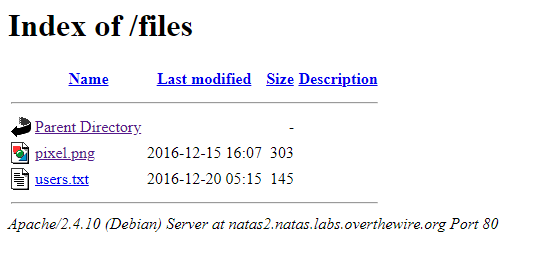 Index of /files
Name Last modified Size Description
Parent Directory -
pixel.png 2016-12-15 16:07 303
users.txt 2016-12-20 05:15 145
Apache/2.4.10 (Debian) Server at natas2.natas.labs.overthewire.org Port 80